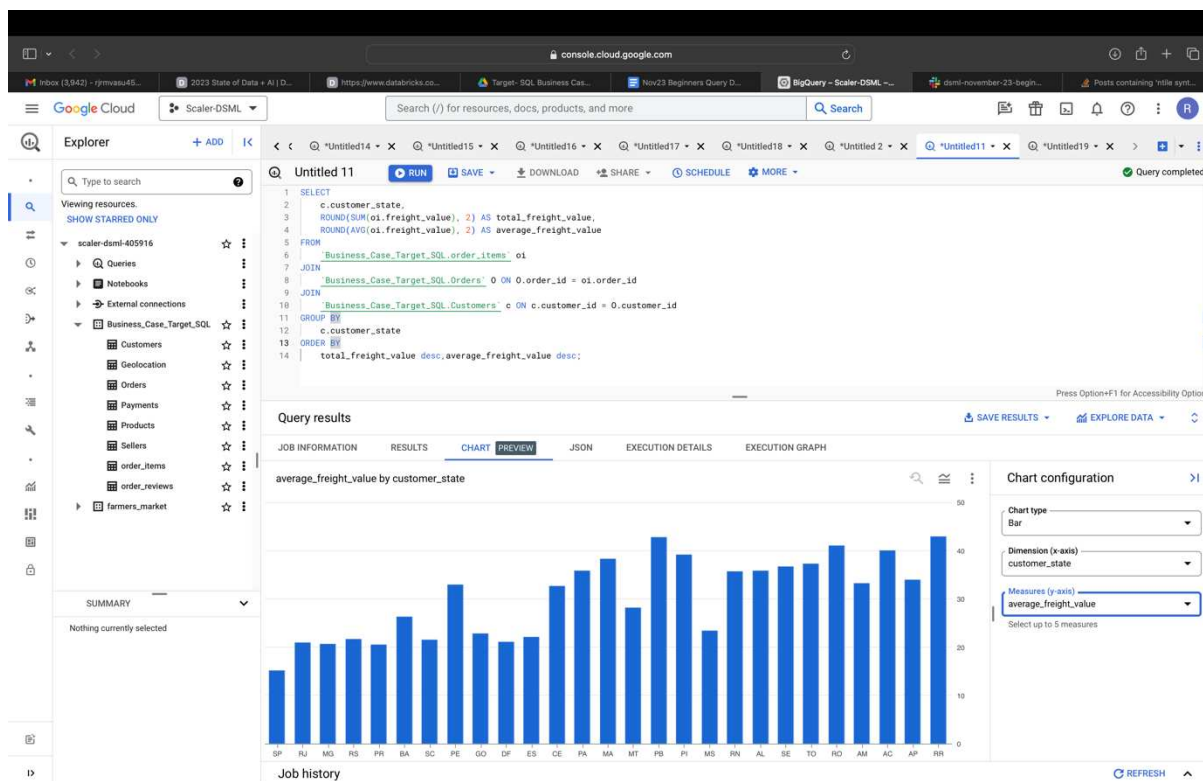 console.cloud.google.com
Inbox (3,942) - rjrmvasu45...
2023 State of Data + AI | D...
https://www.databricks.co...
Target- SQL Business Cas...
Nov23 Beginners Query D...
BigQuery – Scaler-DSML –...
dsml-november-23-begin...
Posts containing 'ntile synt...
Google Cloud
Scaler-DSML
Search (/) for resources, docs, products, and more
Search
R
Explorer
+ ADD
*Untitled14
*Untitled15
*Untitled16
*Untitled17
*Untitled18
*Untitled 2
*Untitled11
*Untitled19
Type to search
Viewing resources.
SHOW STARRED ONLY
scaler-dsml-405916
Queries
Notebooks
External connections
Business_Case_Target_SQL
Customers
Geolocation
Orders
Payments
Products
Sellers
order_items
order_reviews
farmers_market
SUMMARY
Nothing currently selected
Untitled 11
RUN
SAVE
DOWNLOAD
SHARE
SCHEDULE
MORE
Query completed
1 SELECT
2 c.customer_state,
3 ROUND(SUM(oi.freight_value), 2) AS total_freight_value,
4 ROUND(AVG(oi.freight_value), 2) AS average_freight_value
5 FROM
6 `Business_Case_Target_SQL.order_items` oi
7 JOIN
8 `Business_Case_Target_SQL.Orders` O ON O.order_id = oi.order_id
9 JOIN
10 `Business_Case_Target_SQL.Customers` c ON c.customer_id = O.customer_id
11 GROUP BY
12 c.customer_state
13 ORDER BY
14 total_freight_value desc,average_freight_value desc;
Press Option+F1 for Accessibility Optio
Query results
SAVE RESULTS
EXPLORE DATA
JOB INFORMATION
RESULTS
CHART PREVIEW
JSON
EXECUTION DETAILS
EXECUTION GRAPH
average_freight_value by customer_state
50
40
30
20
10
0
SP RJ MG RS PR BA SC PE GO DF ES CE PA MA MT PB PI MS RN AL SE TO RO AM AC AP RR
Chart configuration
Chart type
Bar
Dimension (x-axis)
customer_state
Measures (y-axis)
average_freight_value
Select up to 5 measures
Job history
REFRESH